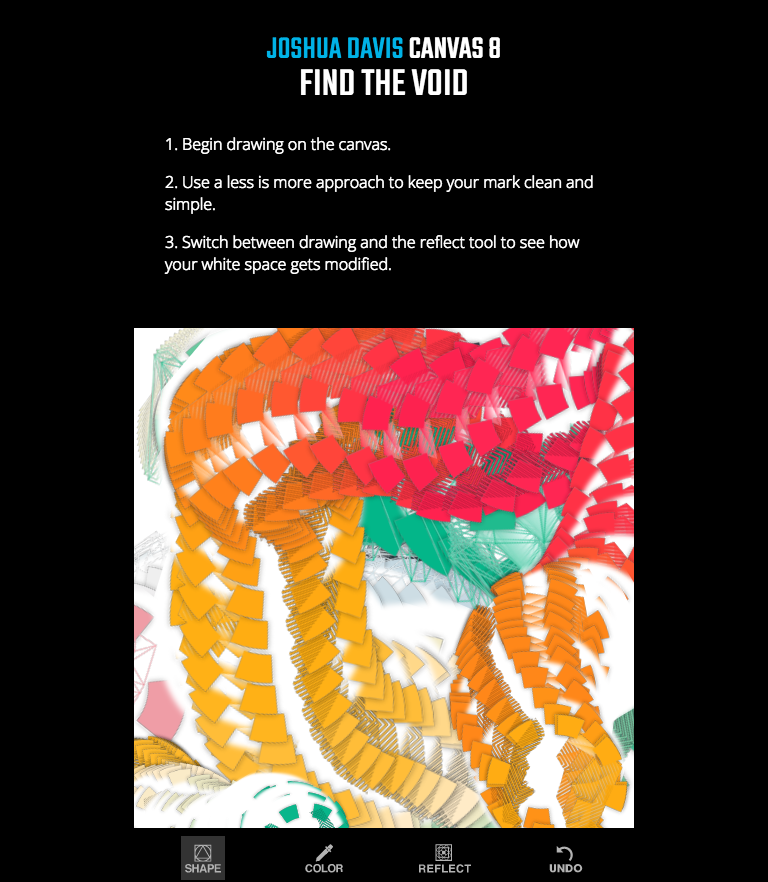 JOSHUA DAVIS CANVAS 8
FIND THE VOID
1. Begin drawing on the canvas.
2. Use a less is more approach to keep your mark clean and
simple.
3. Switch between drawing and the reflect tool to see how
your white space gets modified.
SHAPE COLOR REFLECT UNDO